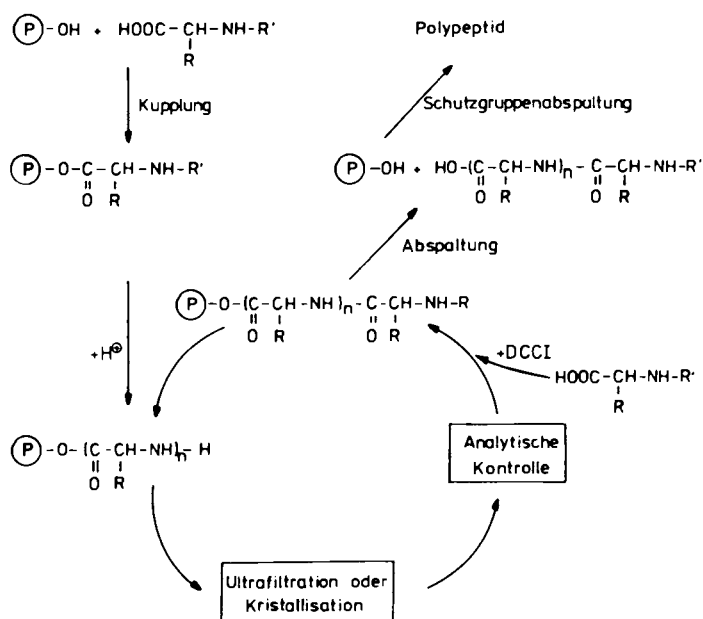 P-OH + HOOC-CH-NH-R'
R
Polypeptid
Kupplung
Schutzgruppenabspaltung
P-O-C-CH-NH-R'
O R
P-OH + HO-(C-CH-NH)n-C-CH-NH-R'
O R O R
Abspaltung
P-O-(C-CH-NH)n-C-CH-NH-R
O R O R
+H⊕
+DCCI
HOOC-CH-NH-R'
R
P-O-(C-CH-NH)n-H
O R
Analytische
Kontrolle
Ultrafiltration oder
Kristallisation